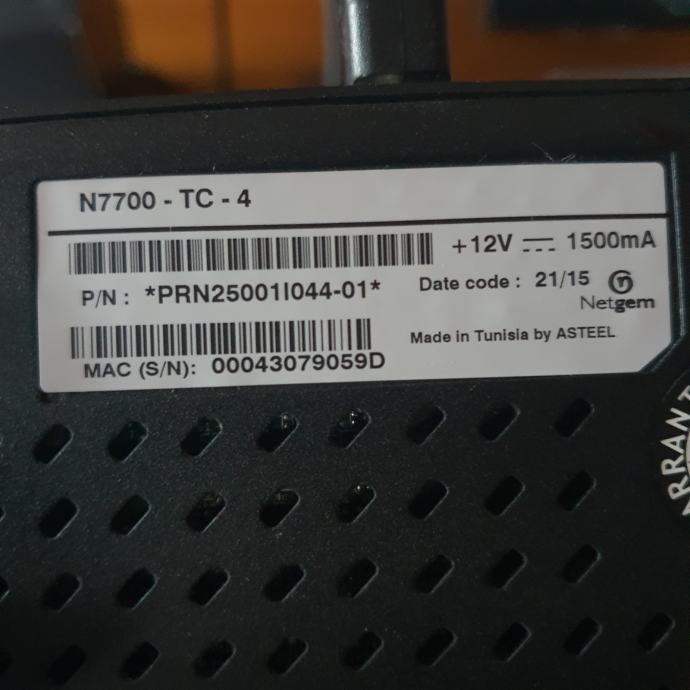 N7700 - TC - 4
+12V ⎓ 1500mA
P/N : *PRN25001I044-01*
Date code : 21/15
Netgem
MAC (S/N): 00043079059D
Made in Tunisia by ASTEEL